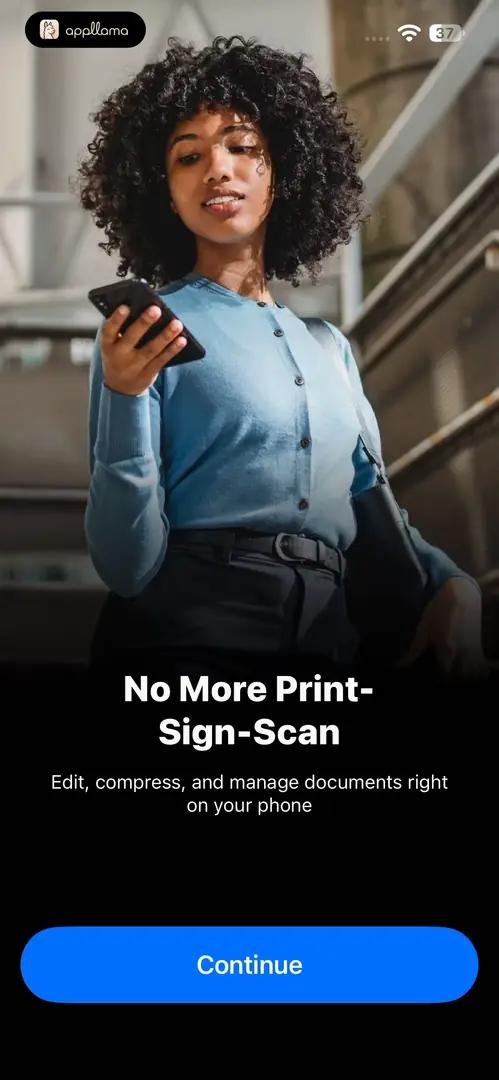 appllama
37
No More Print-
Sign-Scan
Edit, compress, and manage documents right
on your phone
Continue